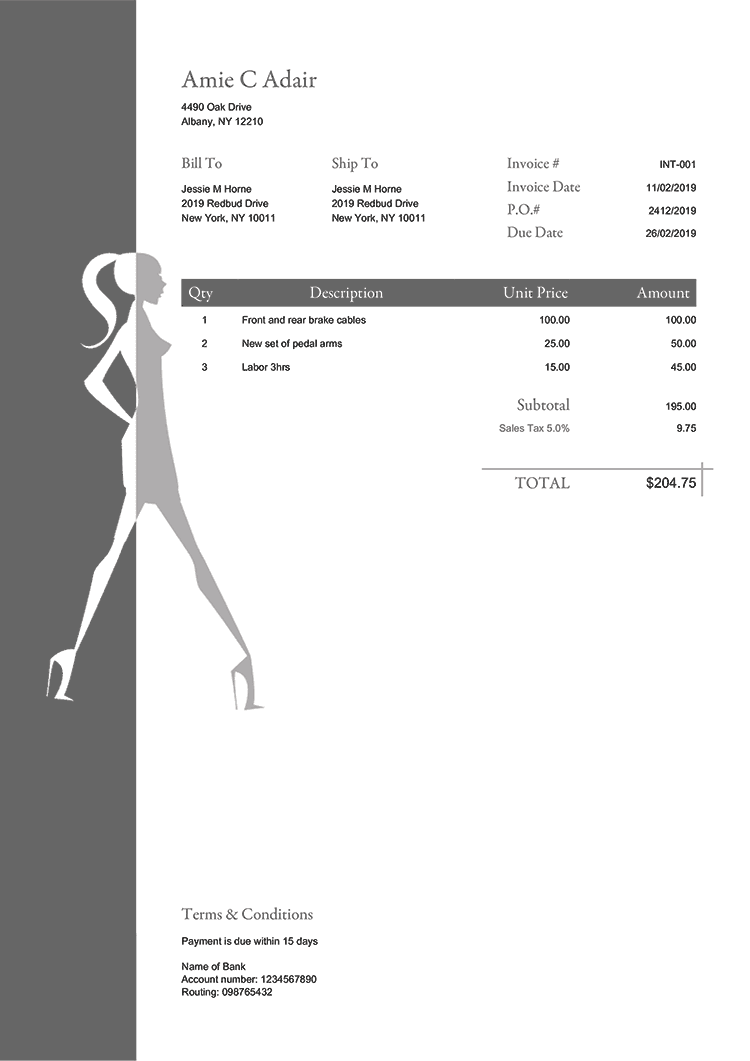 Amie C Adair
4490 Oak Drive
Albany, NY 12210
Bill To
Jessie M Horne
2019 Redbud Drive
New York, NY 10011
Ship To
Jessie M Horne
2019 Redbud Drive
New York, NY 10011
Invoice # INT-001
Invoice Date 11/02/2019
P.O.# 2412/2019
Due Date 26/02/2019
Qty Description Unit Price Amount
1 Front and rear brake cables 100.00 100.00
2 New set of pedal arms 25.00 50.00
3 Labor 3hrs 15.00 45.00
Subtotal 195.00
Sales Tax 5.0% 9.75
TOTAL $204.75
Terms & Conditions
Payment is due within 15 days
Name of Bank
Account number: 1234567890
Routing: 098765432